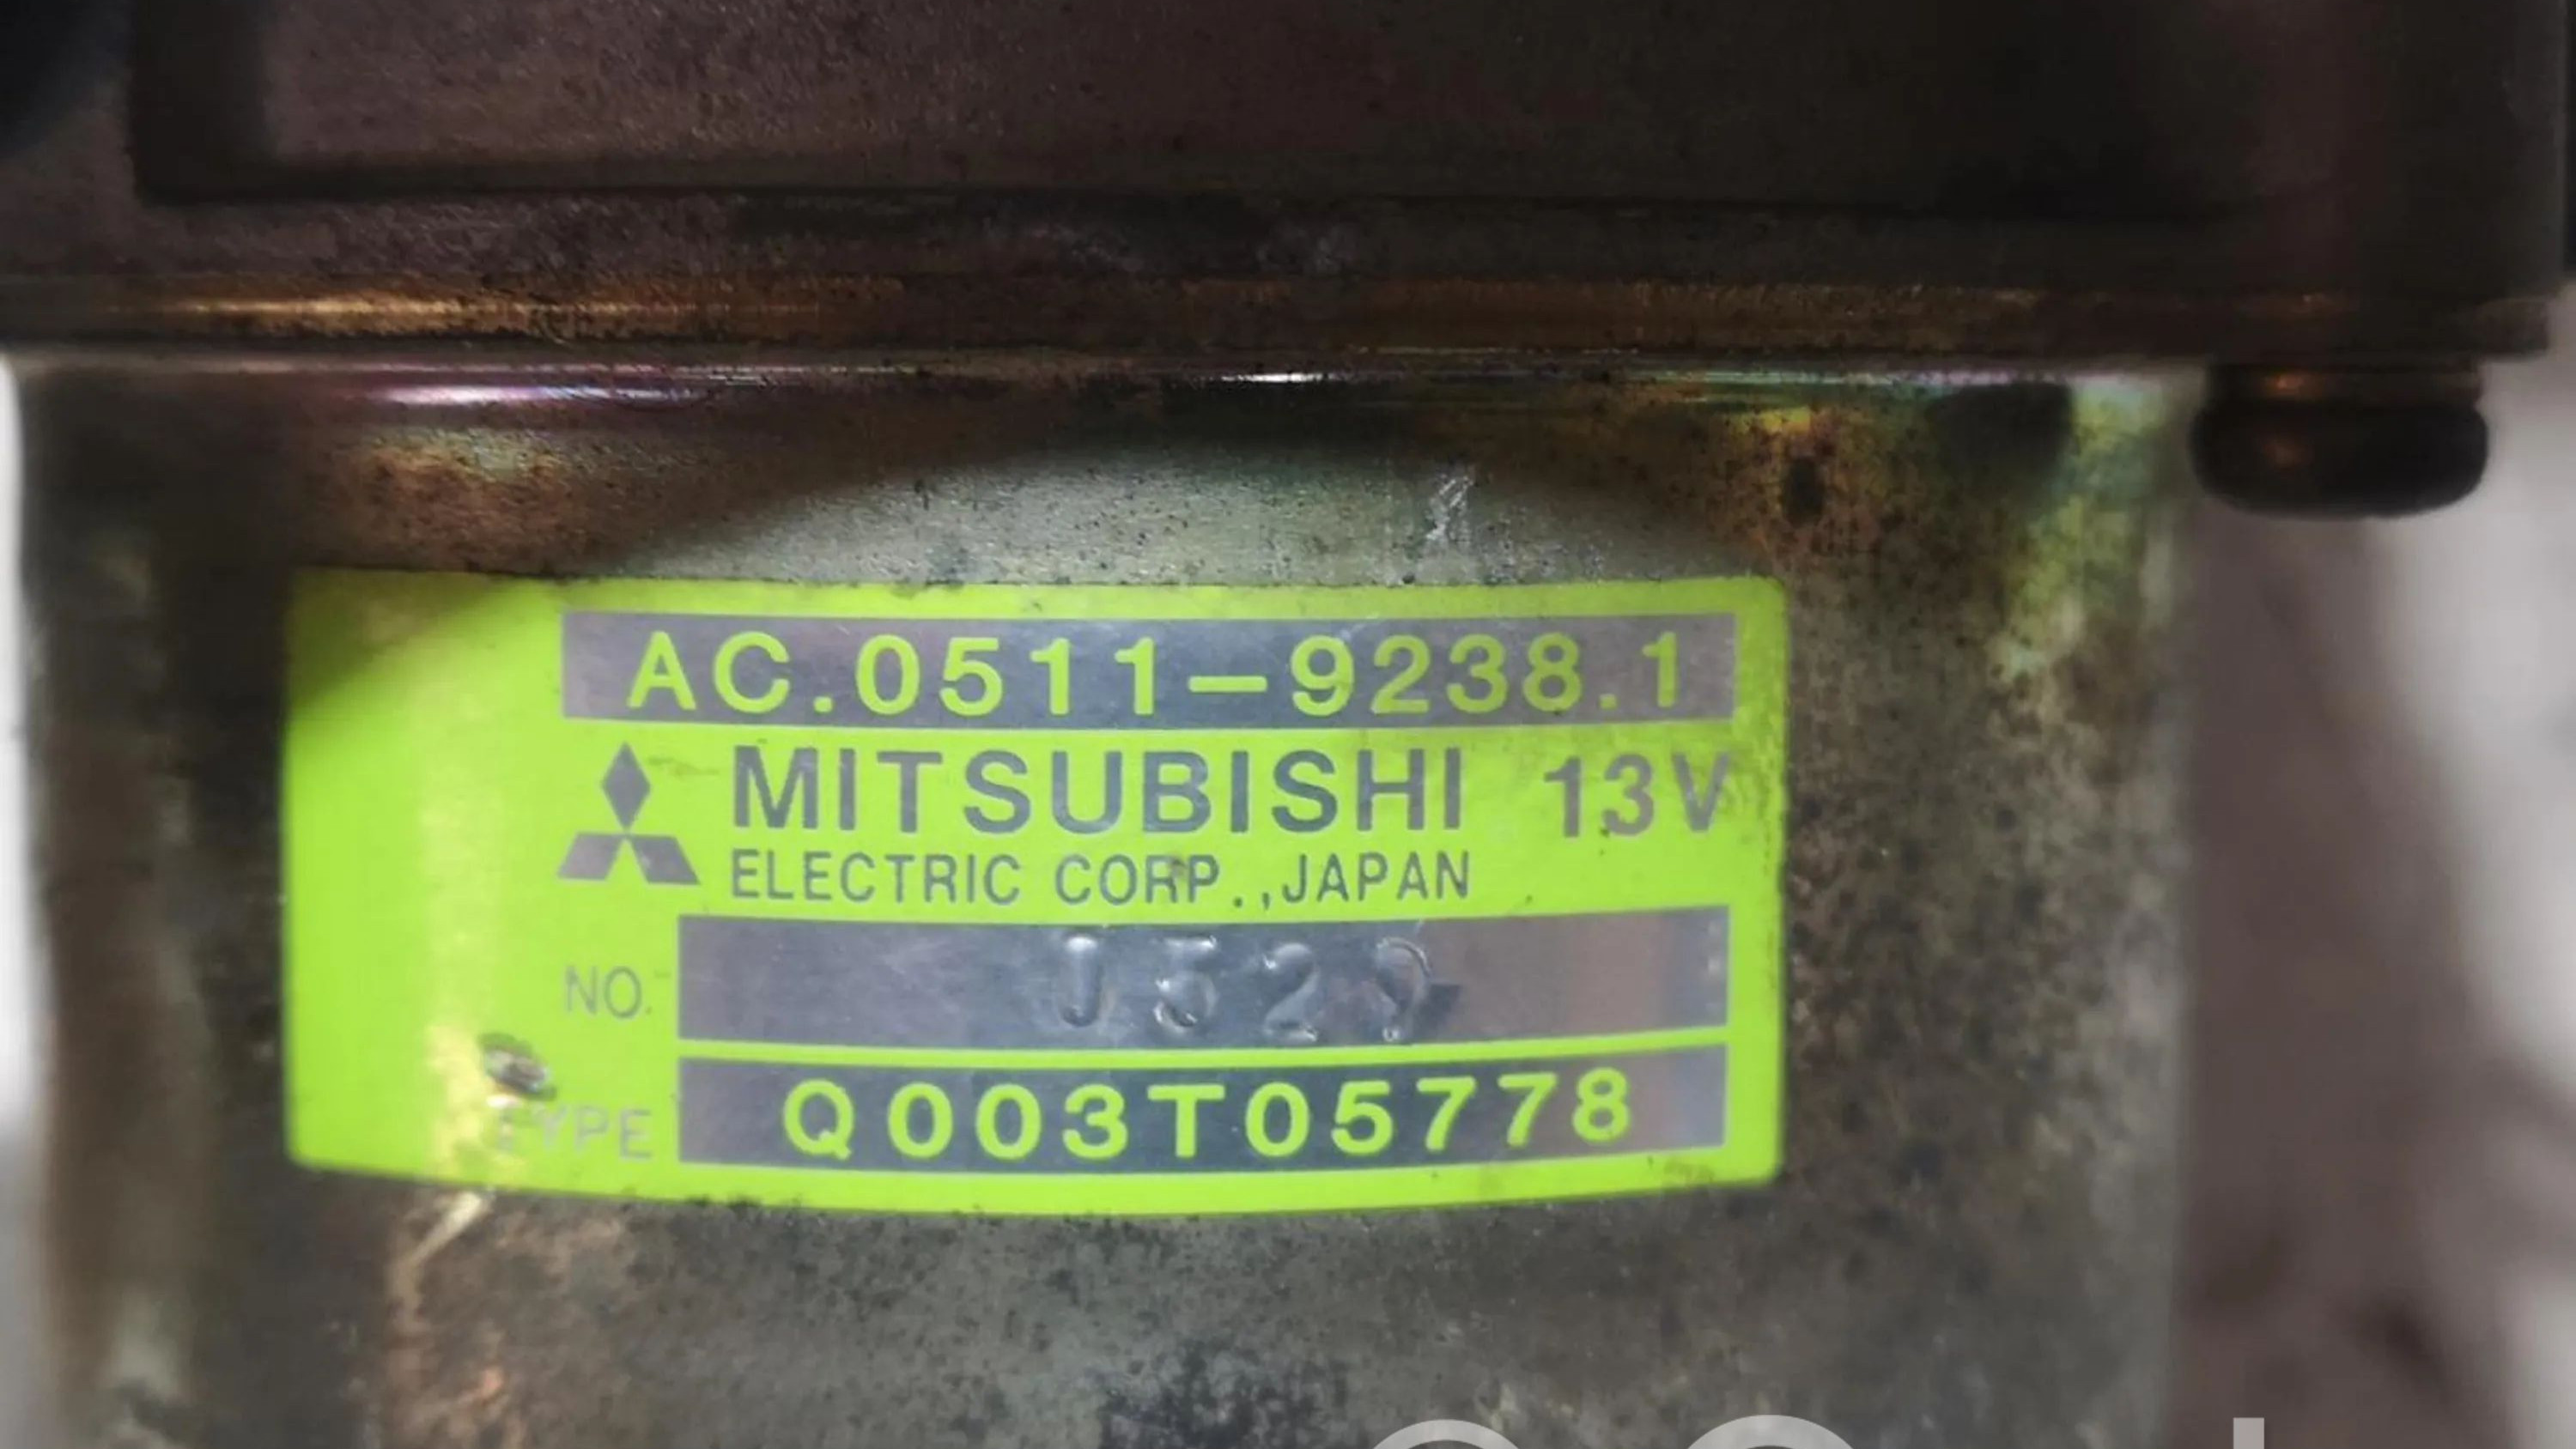 AC.0511-9238.1
MITSUBISHI 13V
ELECTRIC CORP.,JAPAN
NO.
TYPE Q003T05778